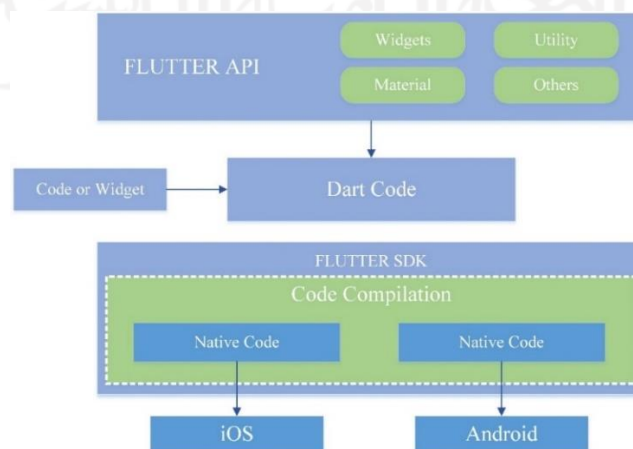 FLUTTER API
Widgets
Utility
Material
Others
Code or Widget
Dart Code
FLUTTER SDK
Code Compilation
Native Code
Native Code
iOS
Android